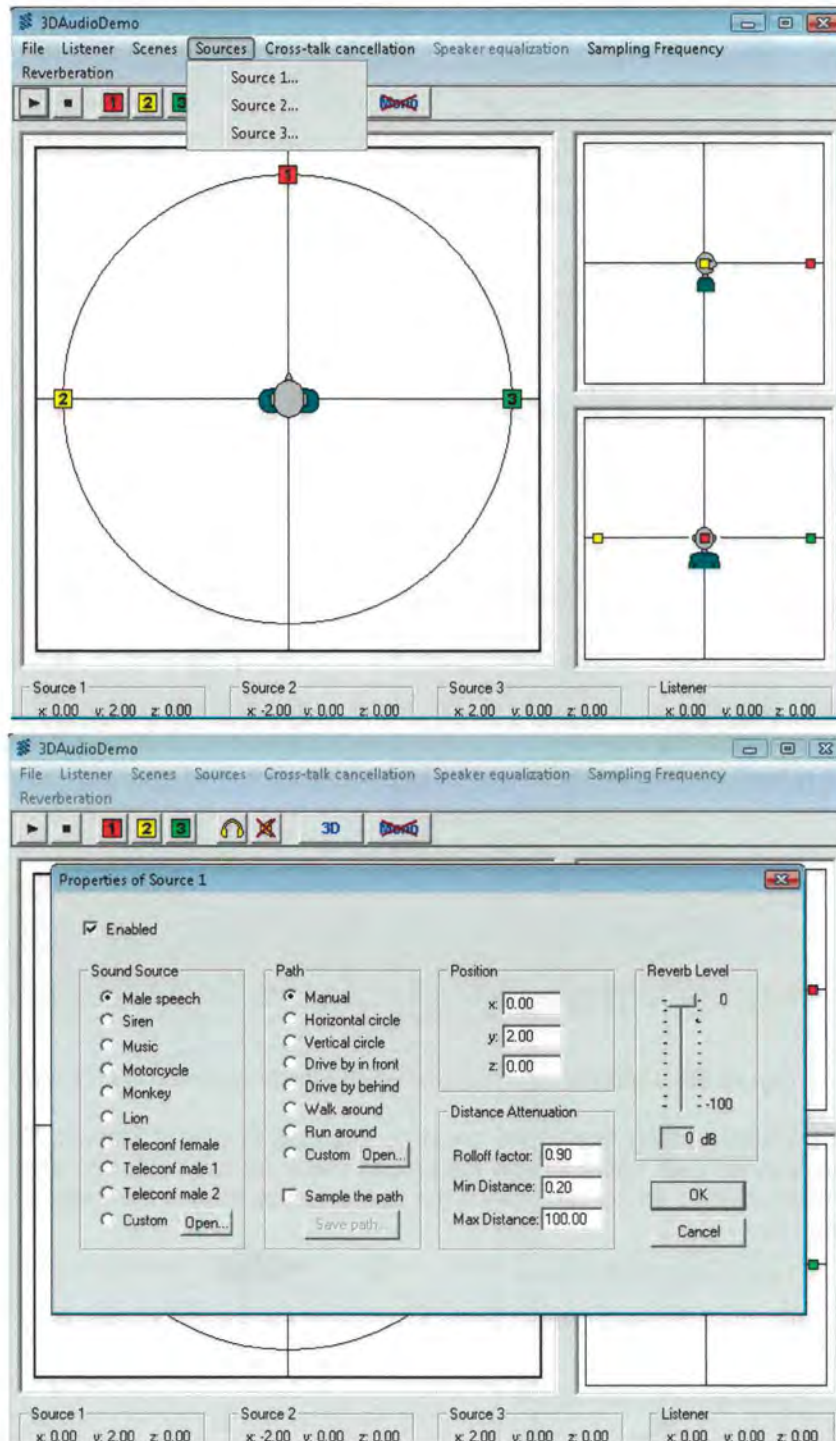 3DAudioDemo
File Listener Scenes Sources Cross-talk cancellation Speaker equalization Sampling Frequency
Reverberation
Source 1...
Source 2...
Source 3...
1 2 3 Mono
1
2
3
Source 1 Source 2 Source 3 Listener
x: 0.00 y: 2.00 z: 0.00 x: -2.00 y: 0.00 z: 0.00 x: 2.00 y: 0.00 z: 0.00 x: 0.00 y: 0.00 z: 0.00
3DAudioDemo
File Listener Scenes Sources Cross-talk cancellation Speaker equalization Sampling Frequency
Reverberation
1 2 3 3D Mono
Properties of Source 1
Enabled
Sound Source
Male speech
Siren
Music
Motorcycle
Monkey
Lion
Teleconf female
Teleconf male 1
Teleconf male 2
Custom Open...
Path
Manual
Horizontal circle
Vertical circle
Drive by in front
Drive by behind
Walk around
Run around
Custom Open...
Sample the path
Save path...
Position
x: 0.00
y: 2.00
z: 0.00
Distance Attenuation
Rolloff factor: 0.90
Min Distance: 0.20
Max Distance: 100.00
Reverb Level
0
-100
0 dB
OK
Cancel
Source 1 Source 2 Source 3 Listener
x: 0.00 y: 2.00 z: 0.00 x: -2.00 y: 0.00 z: 0.00 x: 2.00 y: 0.00 z: 0.00 x: 0.00 y: 0.00 z: 0.00